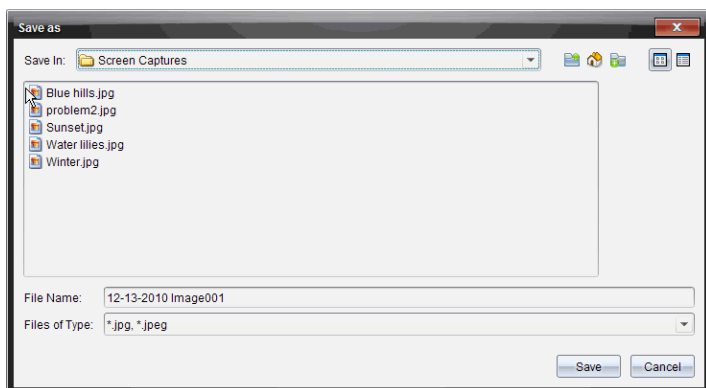 Save as
Save In: Screen Captures
Blue hills.jpg
problem2.jpg
Sunset.jpg
Water lilies.jpg
Winter.jpg
File Name: 12-13-2010 Image001
Files of Type: *.jpg, *.jpeg
Save Cancel